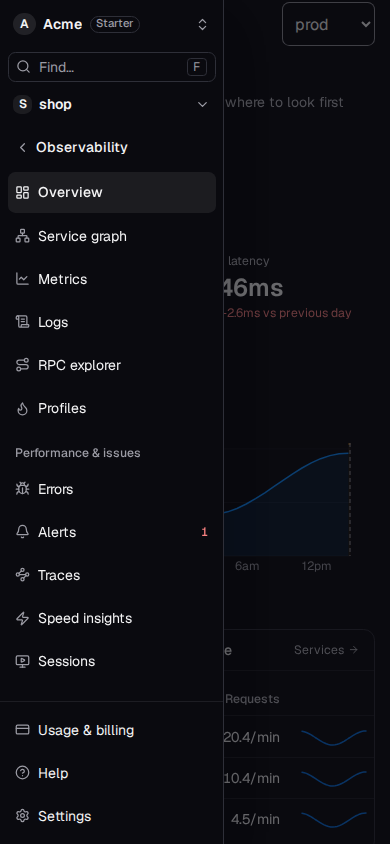 A Acme Starter
Find... F
S shop
Observability
Overview
Service graph
Metrics
Logs
RPC explorer
Profiles
Performance & issues
Errors
Alerts 1
Traces
Speed insights
Sessions
Usage & billing
Help
Settings
prod
where to look first
latency
46ms
-2.6ms vs previous day
6am 12pm
Services →
Requests
20.4/min
10.4/min
4.5/min